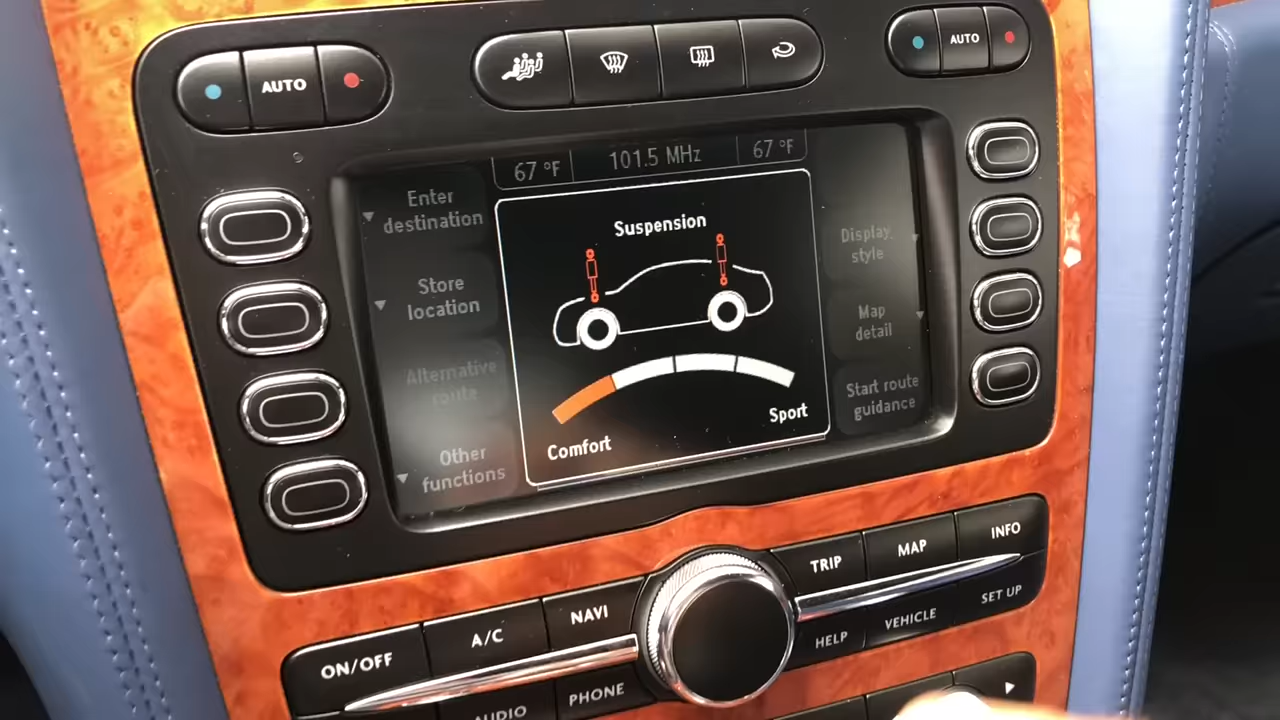 AUTO
AUTO
67 °F
101.5 MHz
67 °F
Enter
destination
Store
location
Alternative
route
Other
functions
Suspension
Comfort
Sport
Display
style
Map
detail
Start route
guidance
ON/OFF
A/C
NAVI
AUDIO
PHONE
TRIP
MAP
INFO
HELP
VEHICLE
SET UP